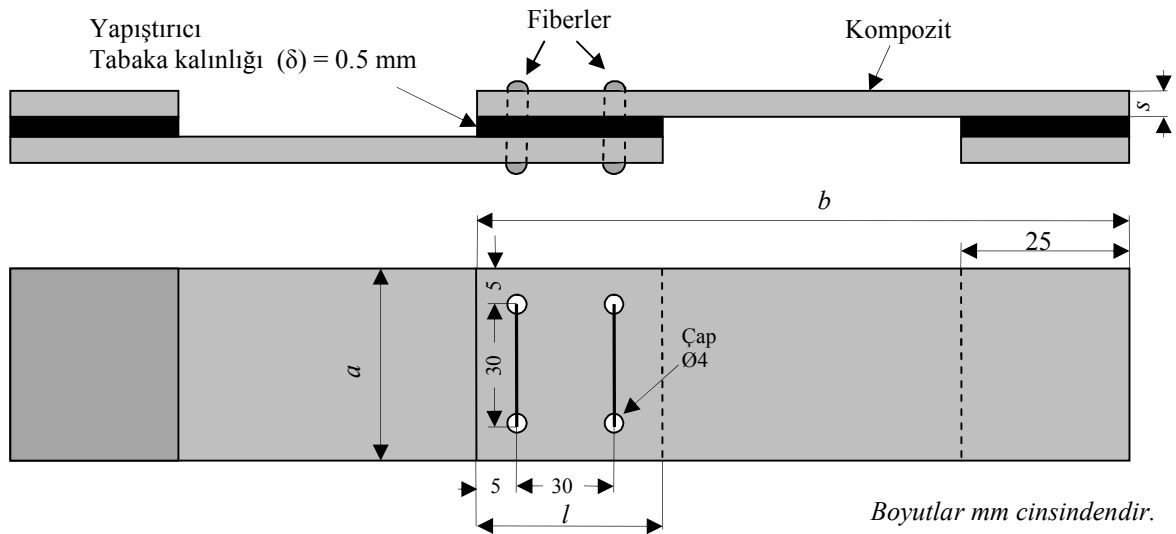 Yapıştırıcı
Tabaka kalınlığı (δ) = 0.5 mm
Fiberler
Kompozit
s
b
25
5
30
a
Çap
Ø4
5
30
l
Boyutlar mm cinsindendir.